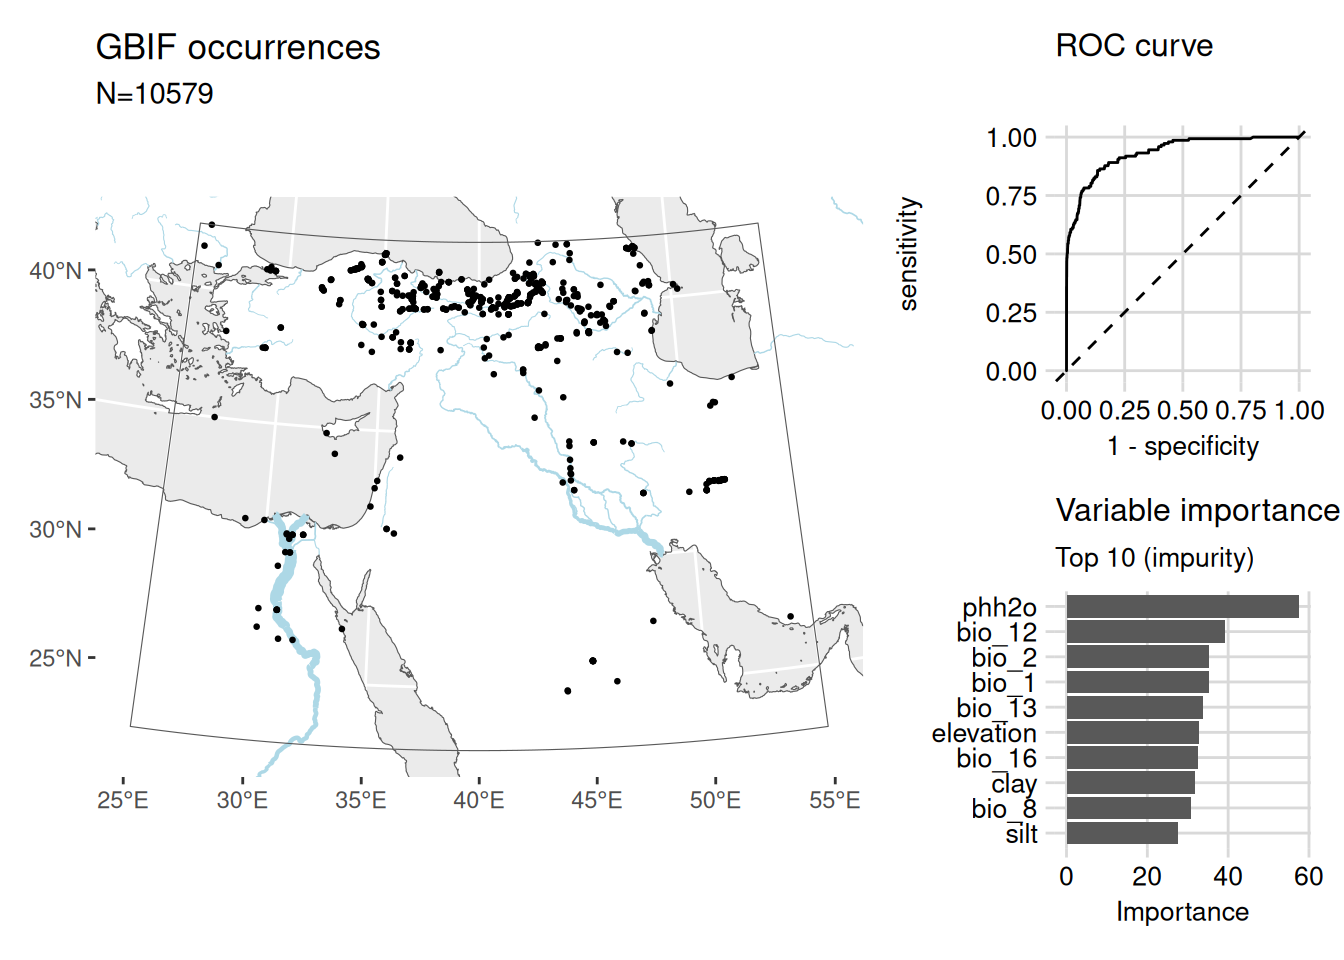 GBIF occurrences
N=10579
40°N
35°N
30°N
25°N
25°E
30°E
35°E
40°E
45°E
50°E
55°E
ROC curve
sensitivity
1.00
0.75
0.50
0.25
0.00
0.00 0.25 0.50 0.75 1.00
1 - specificity
Variable importance
Top 10 (impurity)
phh2o
bio_12
bio_2
bio_1
bio_13
elevation
bio_16
clay
bio_8
silt
0 20 40 60
Importance